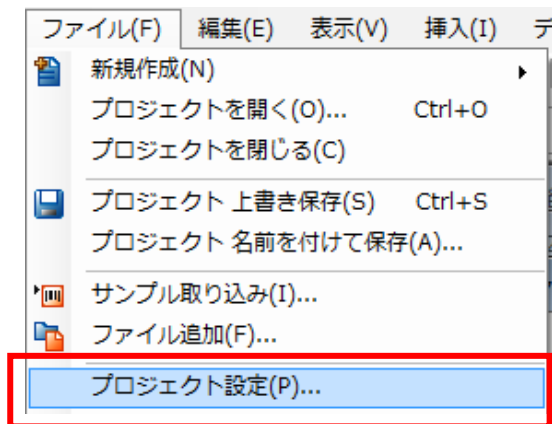 ファイル(F) 編集(E) 表示(V) 挿入(I)
新規作成(N)
プロジェクトを開く(O)... Ctrl+O
プロジェクトを閉じる(C)
プロジェクト 上書き保存(S) Ctrl+S
プロジェクト 名前を付けて保存(A)...
サンプル取り込み(I)...
ファイル追加(F)...
プロジェクト設定(P)...